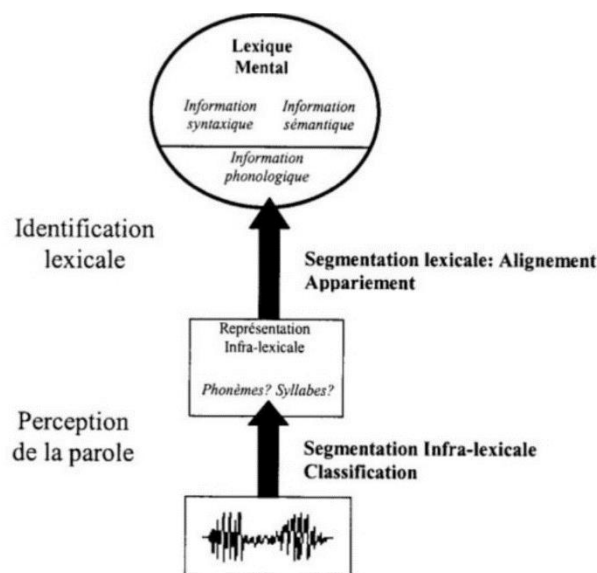 Lexique
Mental
Information
syntaxique
Information
sémantique
Information
phonologique
Identification
lexicale
Segmentation lexicale: Alignement
Appariement
Représentation
Infra-lexicale
Phonèmes? Syllabes?
Perception
de la parole
Segmentation Infra-lexicale
Classification